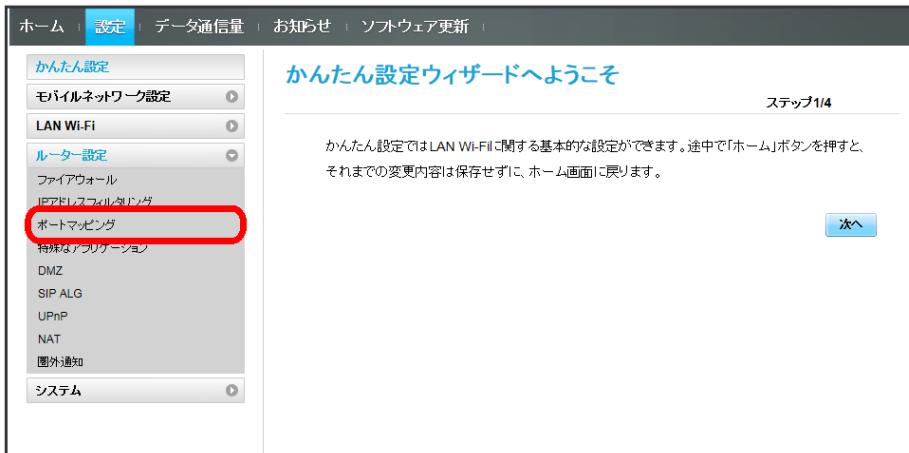 ホーム 設定 データ通信量 お知らせ ソフトウェア更新
かんたん設定
モバイルネットワーク設定
LAN Wi-Fi
ルーター設定
ファイアウォール
IPアドレスフィルタリング
ポートマッピング
特殊なアプリケーション
DMZ
SIP ALG
UPnP
NAT
圏外通知
システム
かんたん設定ウィザードへようこそ
ステップ1/4
かんたん設定ではLAN Wi-Fiに関する基本的な設定ができます。途中で「ホーム」ボタンを押すと、
それまでの変更内容は保存せずに、ホーム画面に戻ります。
次へ